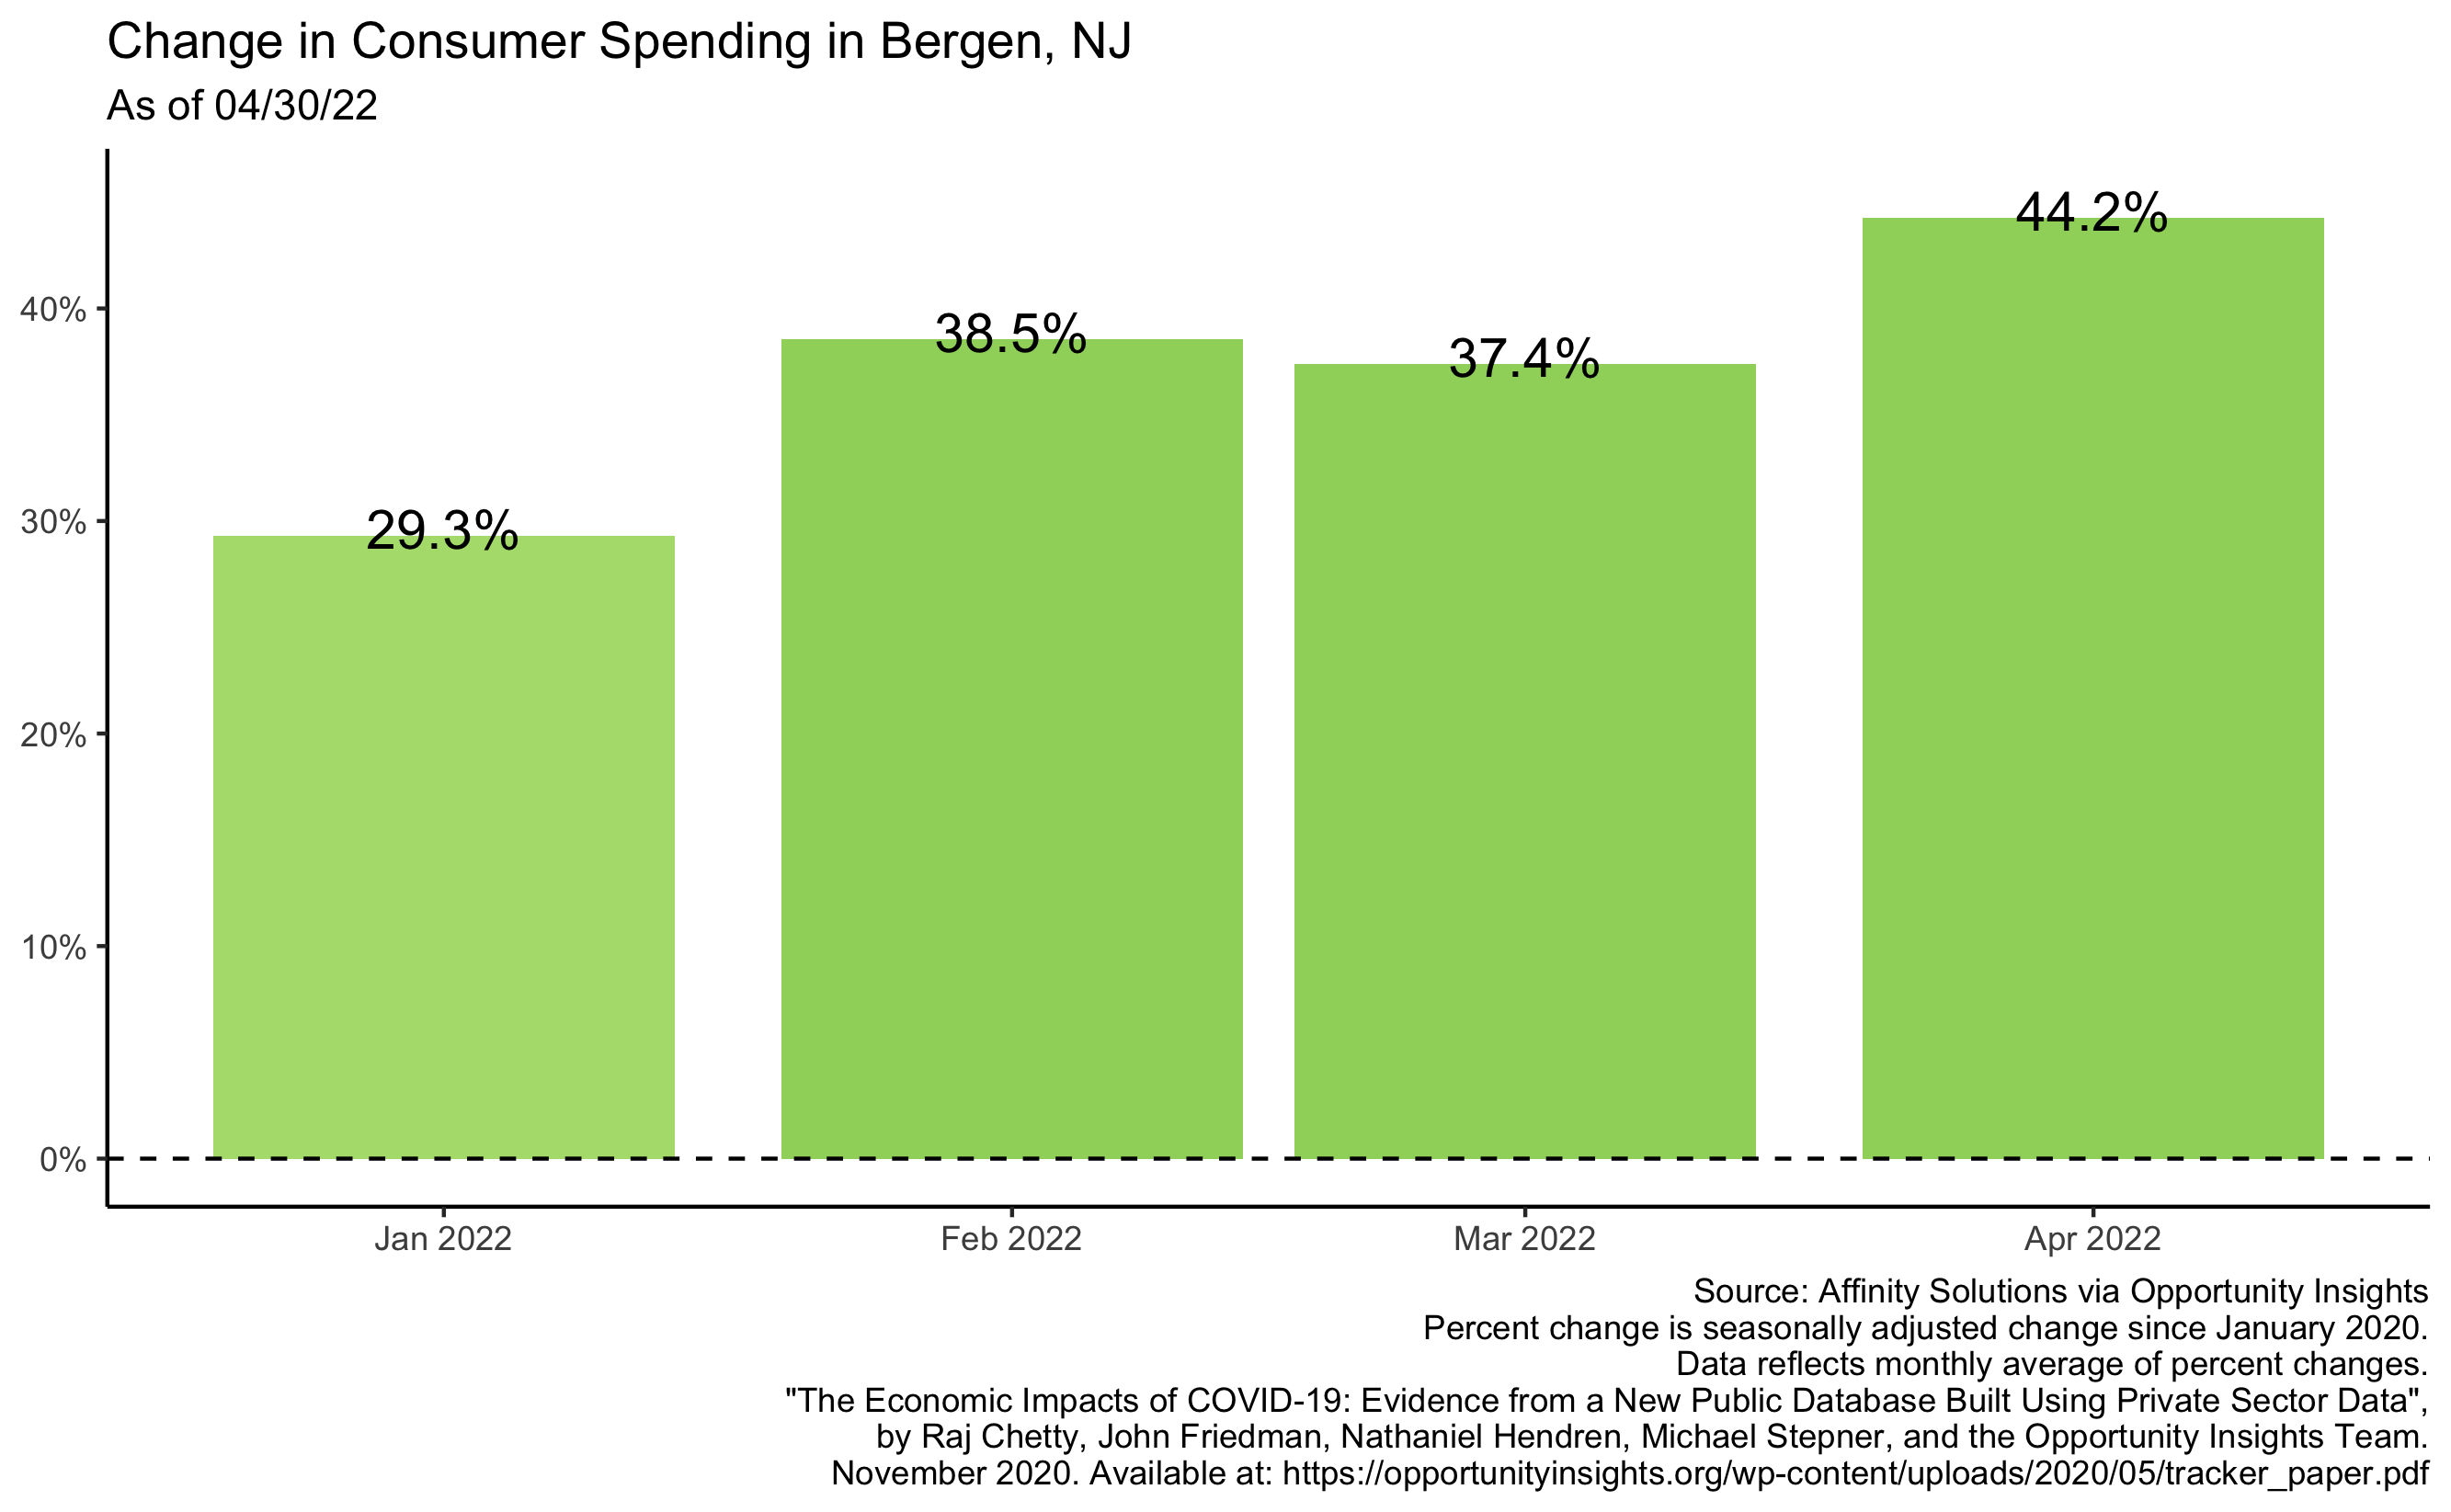 Change in Consumer Spending in Bergen, NJ
As of 04/30/22
44.2%
40%
38.5%
37.4%
30%
29.3%
20%
10%
0%
Jan 2022
Feb 2022
Mar 2022
Apr 2022
Source: Affinity Solutions via Opportunity Insights
Percent change is seasonally adjusted change since January 2020.
Data reflects monthly average of percent changes.
"The Economic Impacts of COVID-19: Evidence from a New Public Database Built Using Private Sector Data",
by Raj Chetty, John Friedman, Nathaniel Hendren, Michael Stepner, and the Opportunity Insights Team.
November 2020. Available at: https://opportunityinsights.org/wp-content/uploads/2020/05/tracker_paper.pdf